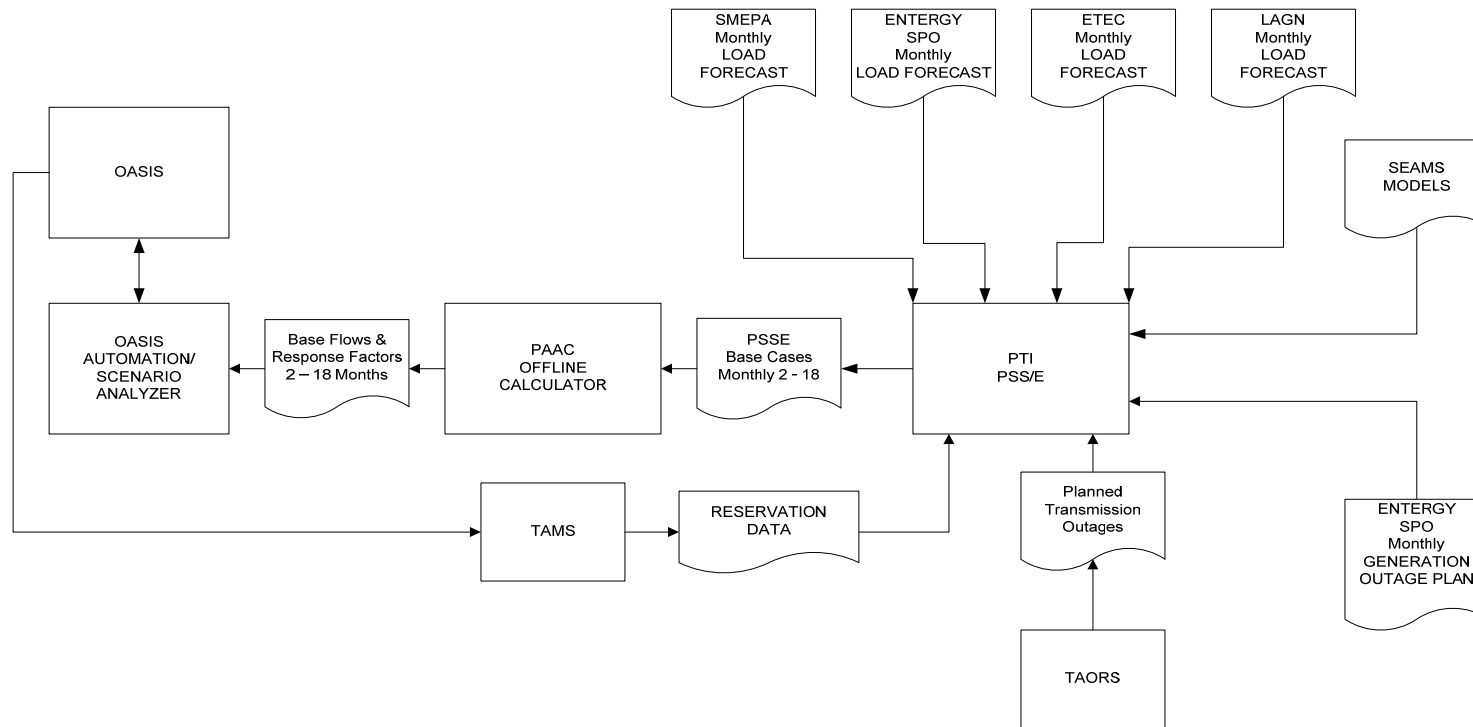 SMEPA
Monthly
LOAD
FORECAST
ENTERGY
SPO
Monthly
LOAD FORECAST
ETEC
Monthly
LOAD
FORECAST
LAGN
Monthly
LOAD
FORECAST
OASIS
SEAMS
MODELS
OASIS
AUTOMATION/
SCENARIO
ANALYZER
Base Flows &
Response Factors
2 – 18 Months
PAAC
OFFLINE
CALCULATOR
PSSE
Base Cases
Monthly 2 - 18
PTI
PSS/E
TAMS
RESERVATION
DATA
Planned
Transmission
Outages
ENTERGY
SPO
Monthly
GENERATION
OUTAGE PLAN
TAORS